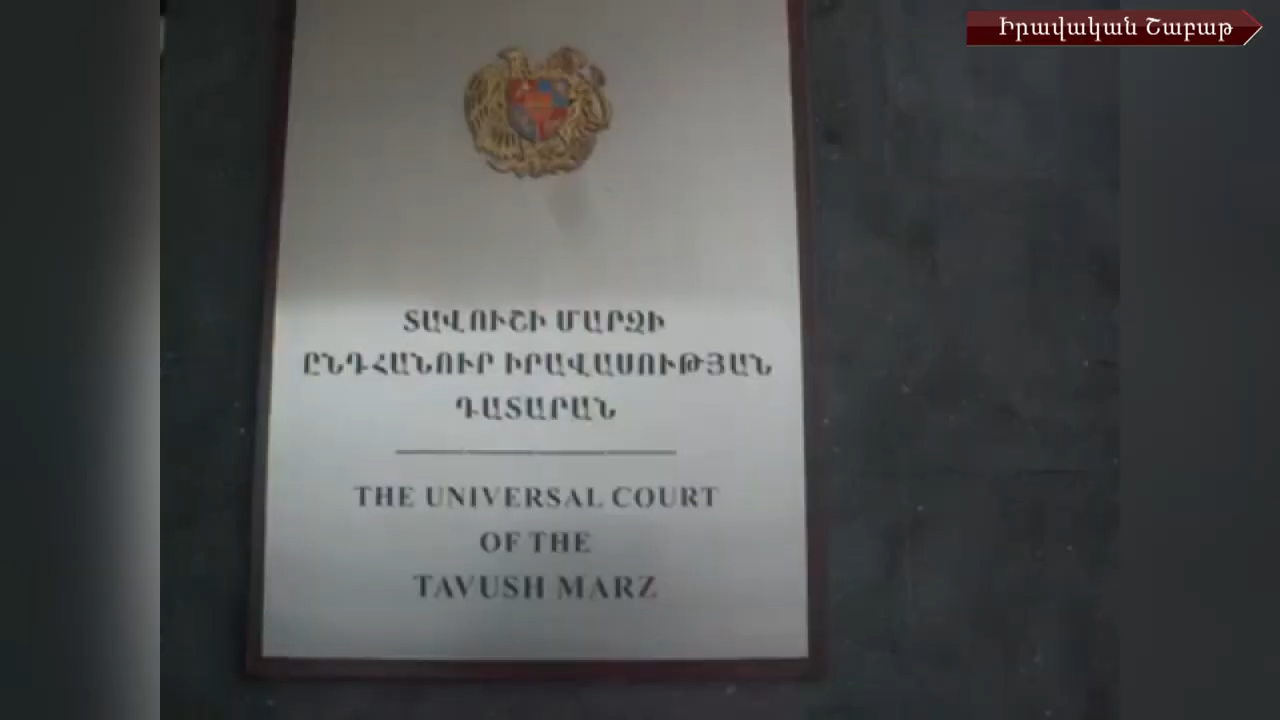 Իրավական Շաբաթ
ՏԱՎՈՒՇԻ ՄԱՐԶԻ
ԸՆԴՀԱՆՈՒՐ ԻՐԱՎԱՍՈՒԹՅԱՆ
ԴԱՏԱՐԱՆ
THE UNIVERSAL COURT
OF THE
TAVUSH MARZ